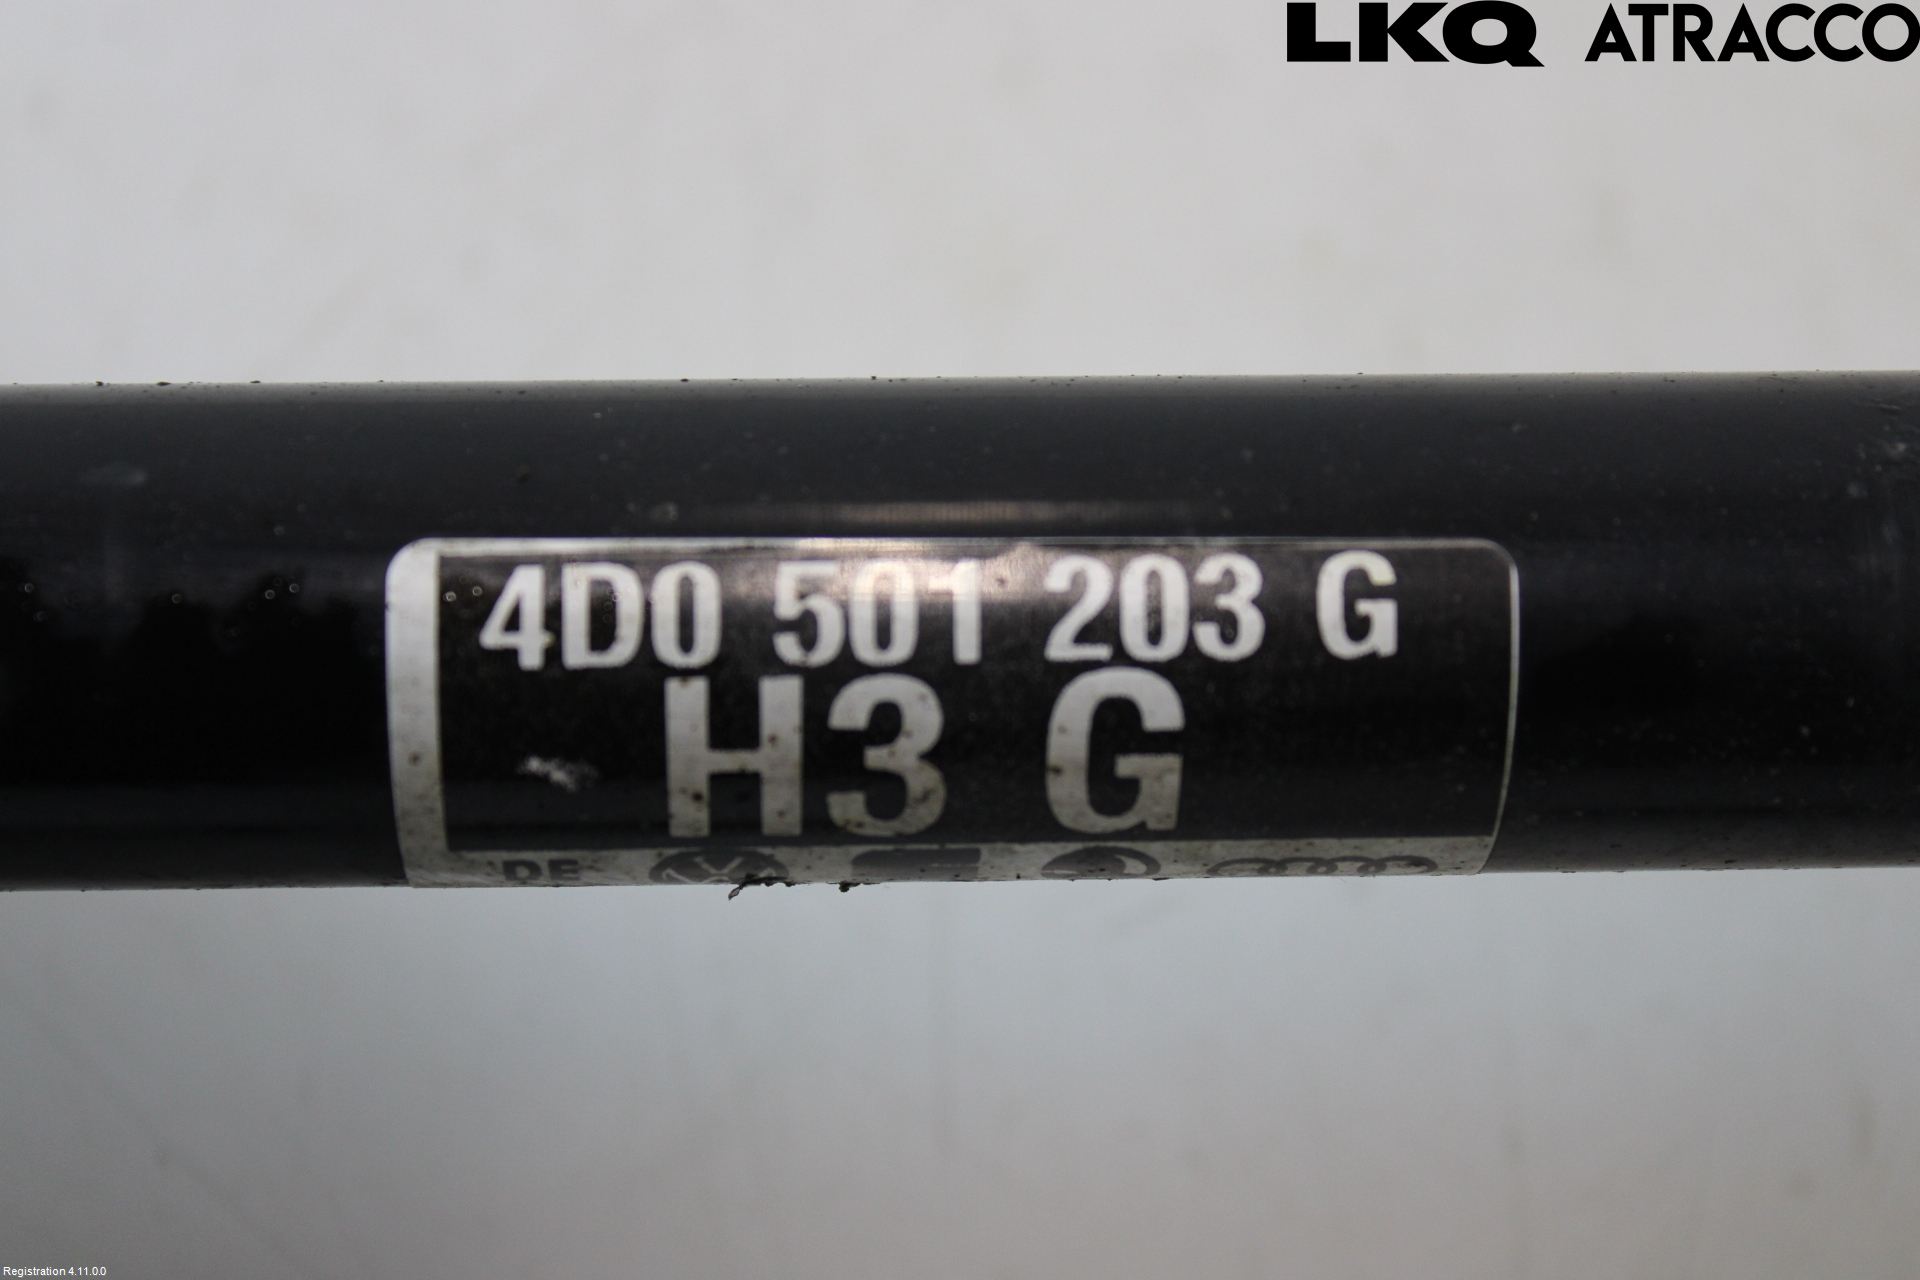 LKQ ATRACCO
4D0 501 203 G
H3 G
DE
Registration 4.11.0.0